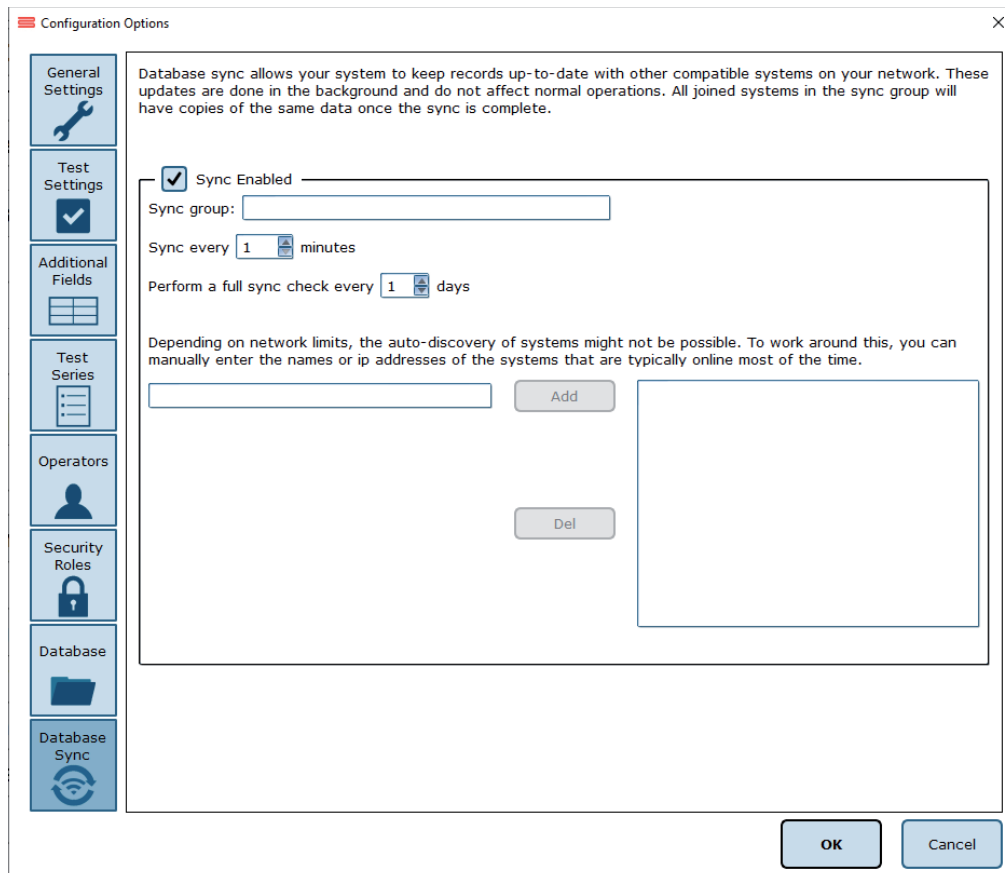 Configuration Options
General
Settings
Test
Settings
Additional
Fields
Test
Series
Operators
Security
Roles
Database
Database
Sync
Database sync allows your system to keep records up-to-date with other compatible systems on your network. These
updates are done in the background and do not affect normal operations. All joined systems in the sync group will
have copies of the same data once the sync is complete.
Sync Enabled
Sync group:
Sync every 1 minutes
Perform a full sync check every 1 days
Depending on network limits, the auto-discovery of systems might not be possible. To work around this, you can
manually enter the names or ip addresses of the systems that are typically online most of the time.
Add
Del
OK
Cancel